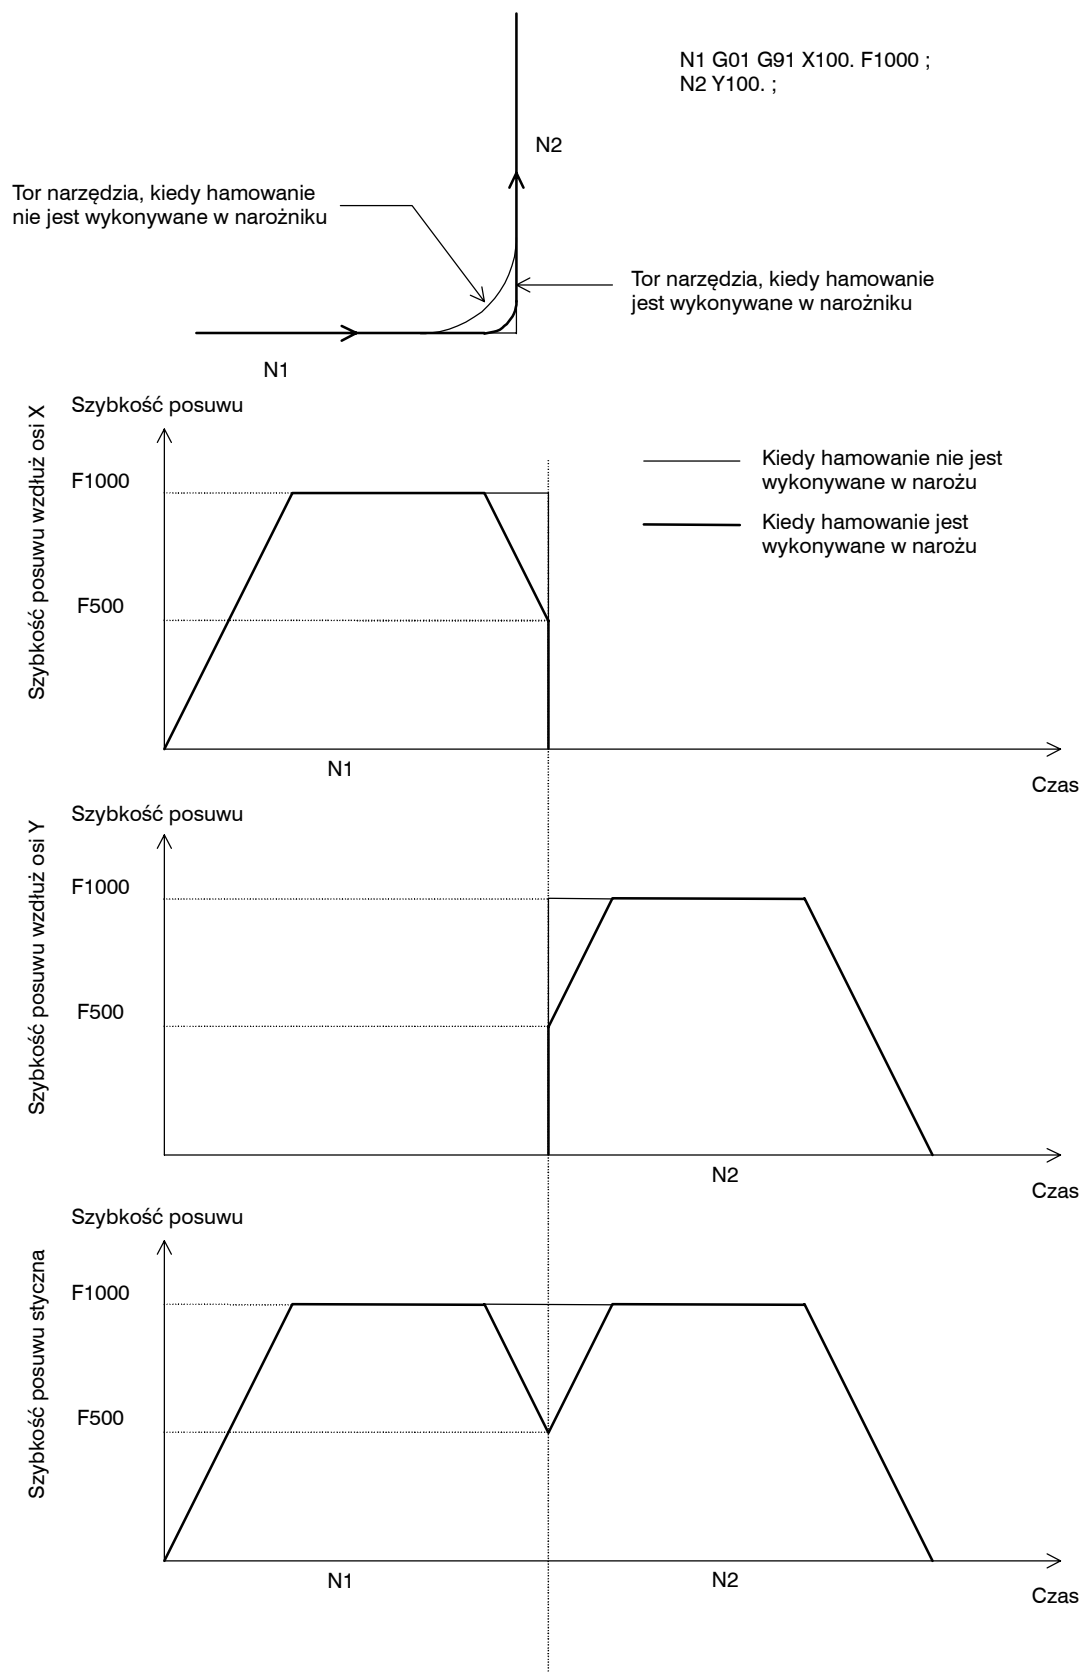 N1 G01 G91 X100. F1000 ;
N2 Y100. ;
N2
Tor narzędzia, kiedy hamowanie
nie jest wykonywane w narożniku
Tor narzędzia, kiedy hamowanie
jest wykonywane w narożniku
N1
Szybkość posuwu wzdłuż osi X
Szybkość posuwu
F1000
F500
Kiedy hamowanie nie jest
wykonywane w narożu
Kiedy hamowanie jest
wykonywane w narożu
N1
Czas
Szybkość posuwu wzdłuż osi Y
Szybkość posuwu
F1000
F500
N2
Czas
Szybkość posuwu styczna
Szybkość posuwu
F1000
F500
N1
N2
Czas